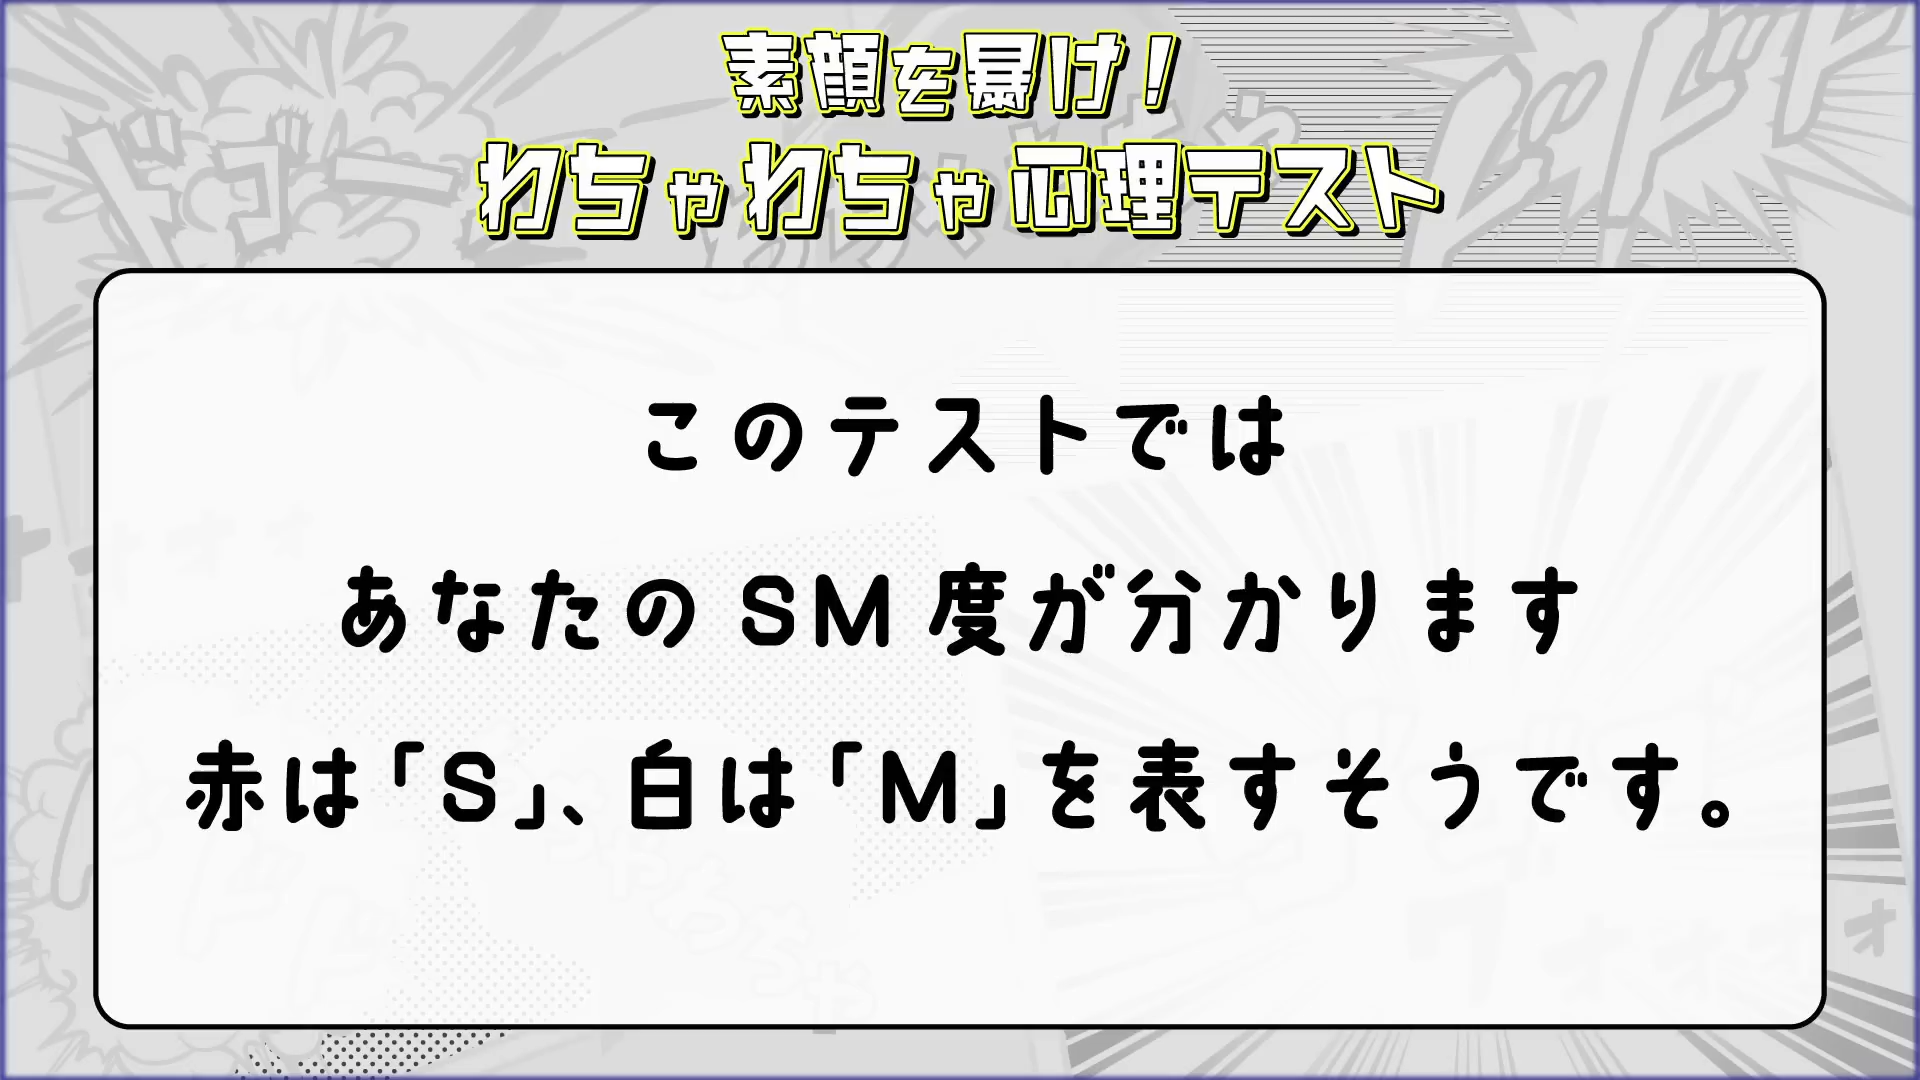 素顔を暴け!
わちゃわちゃ心理テスト
このテストでは
あなたのSM度が分かります
赤は「S」、白は「M」を表すそうです。